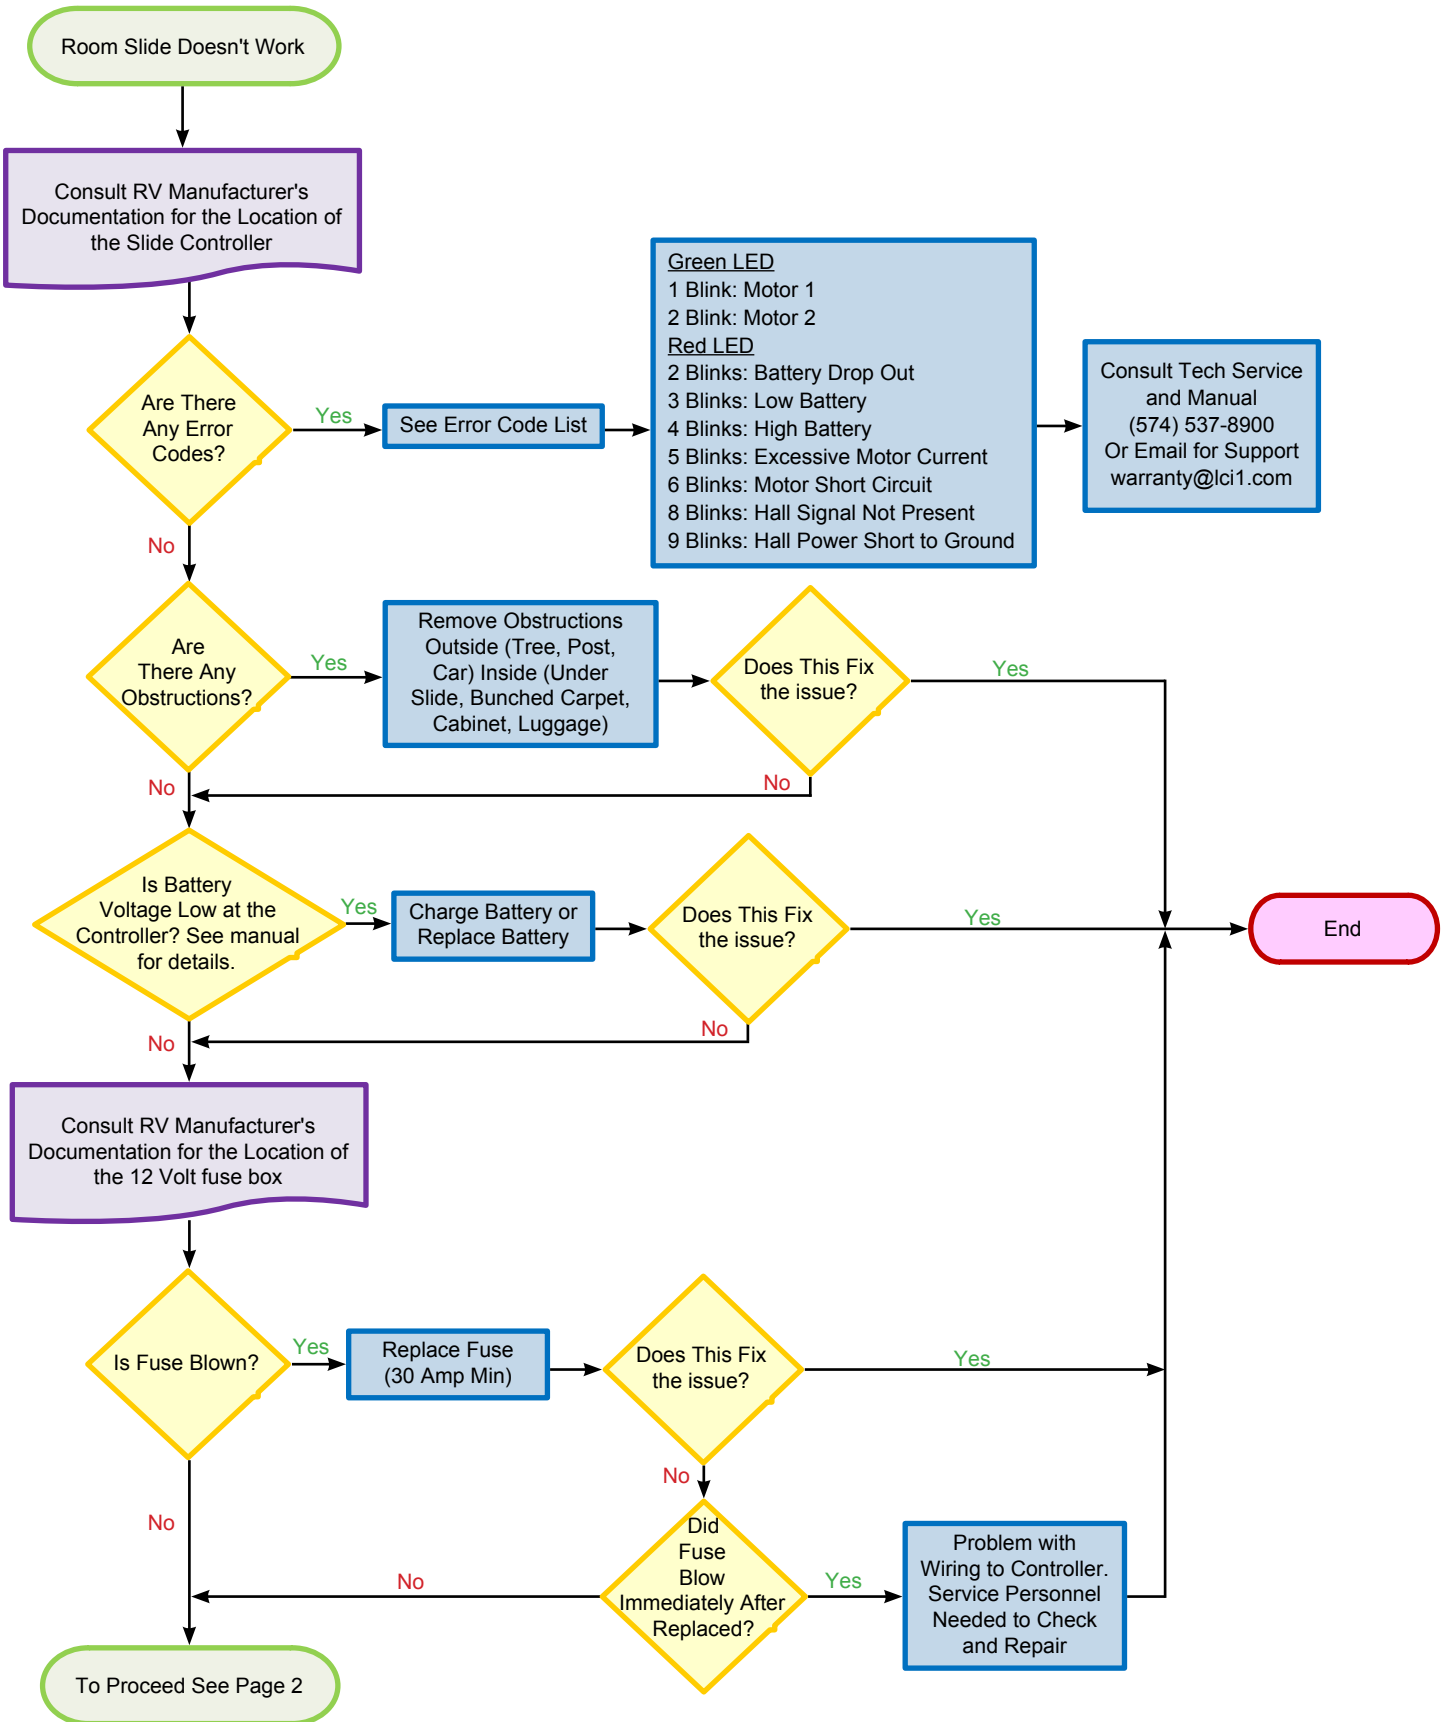 Room Slide Doesn't Work
Consult RV Manufacturer's
Documentation for the Location of
the Slide Controller
Are There
Any Error
Codes?
Yes
See Error Code List
Green LED
1 Blink: Motor 1
2 Blink: Motor 2
Red LED
2 Blinks: Battery Drop Out
3 Blinks: Low Battery
4 Blinks: High Battery
5 Blinks: Excessive Motor Current
6 Blinks: Motor Short Circuit
8 Blinks: Hall Signal Not Present
9 Blinks: Hall Power Short to Ground
Consult Tech Service
and Manual
(574) 537-8900
Or Email for Support
warranty@lci1.com
No
Are
There Any
Obstructions?
Yes
Remove Obstructions
Outside (Tree, Post,
Car) Inside (Under
Slide, Bunched Carpet,
Cabinet, Luggage)
Does This Fix
the issue?
Yes
No
No
Is Battery
Voltage Low at the
Controller? See manual
for details.
Yes
Charge Battery or
Replace Battery
Does This Fix
the issue?
Yes
End
No
No
Consult RV Manufacturer's
Documentation for the Location of
the 12 Volt fuse box
Is Fuse Blown?
Yes
Replace Fuse
(30 Amp Min)
Does This Fix
the issue?
Yes
No
No
Did
Fuse
Blow
Immediately After
Replaced?
No
Yes
Problem with
Wiring to Controller.
Service Personnel
Needed to Check
and Repair
To Proceed See Page 2